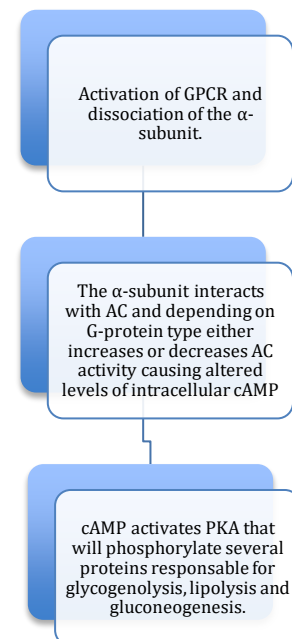 Activation of GPCR and
dissociation of the α-
subunit.
The α-subunit interacts
with AC and depending on
G-protein type either
increases or decreases AC
activity causing altered
levels of intracellular cAMP
cAMP activates PKA that
will phosphorylate several
proteins responsable for
glycogenolysis, lipolysis and
gluconeogenesis.